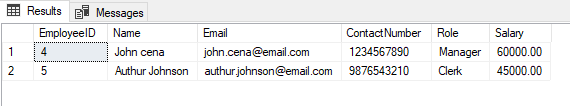 Results Messages
EmployeeID Name Email ContactNumber Role Salary
1 4 John cena john.cena@email.com 1234567890 Manager 60000.00
2 5 Authur Johnson authur.johnson@email.com 9876543210 Clerk 45000.00